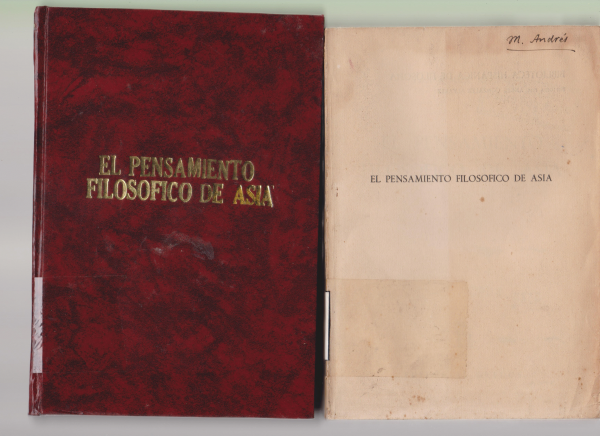 EL PENSAMIENTO
FILOSOFICO DE ASIA
M. Andrés
EL PENSAMIENTO FILOSOFICO DE ASIA